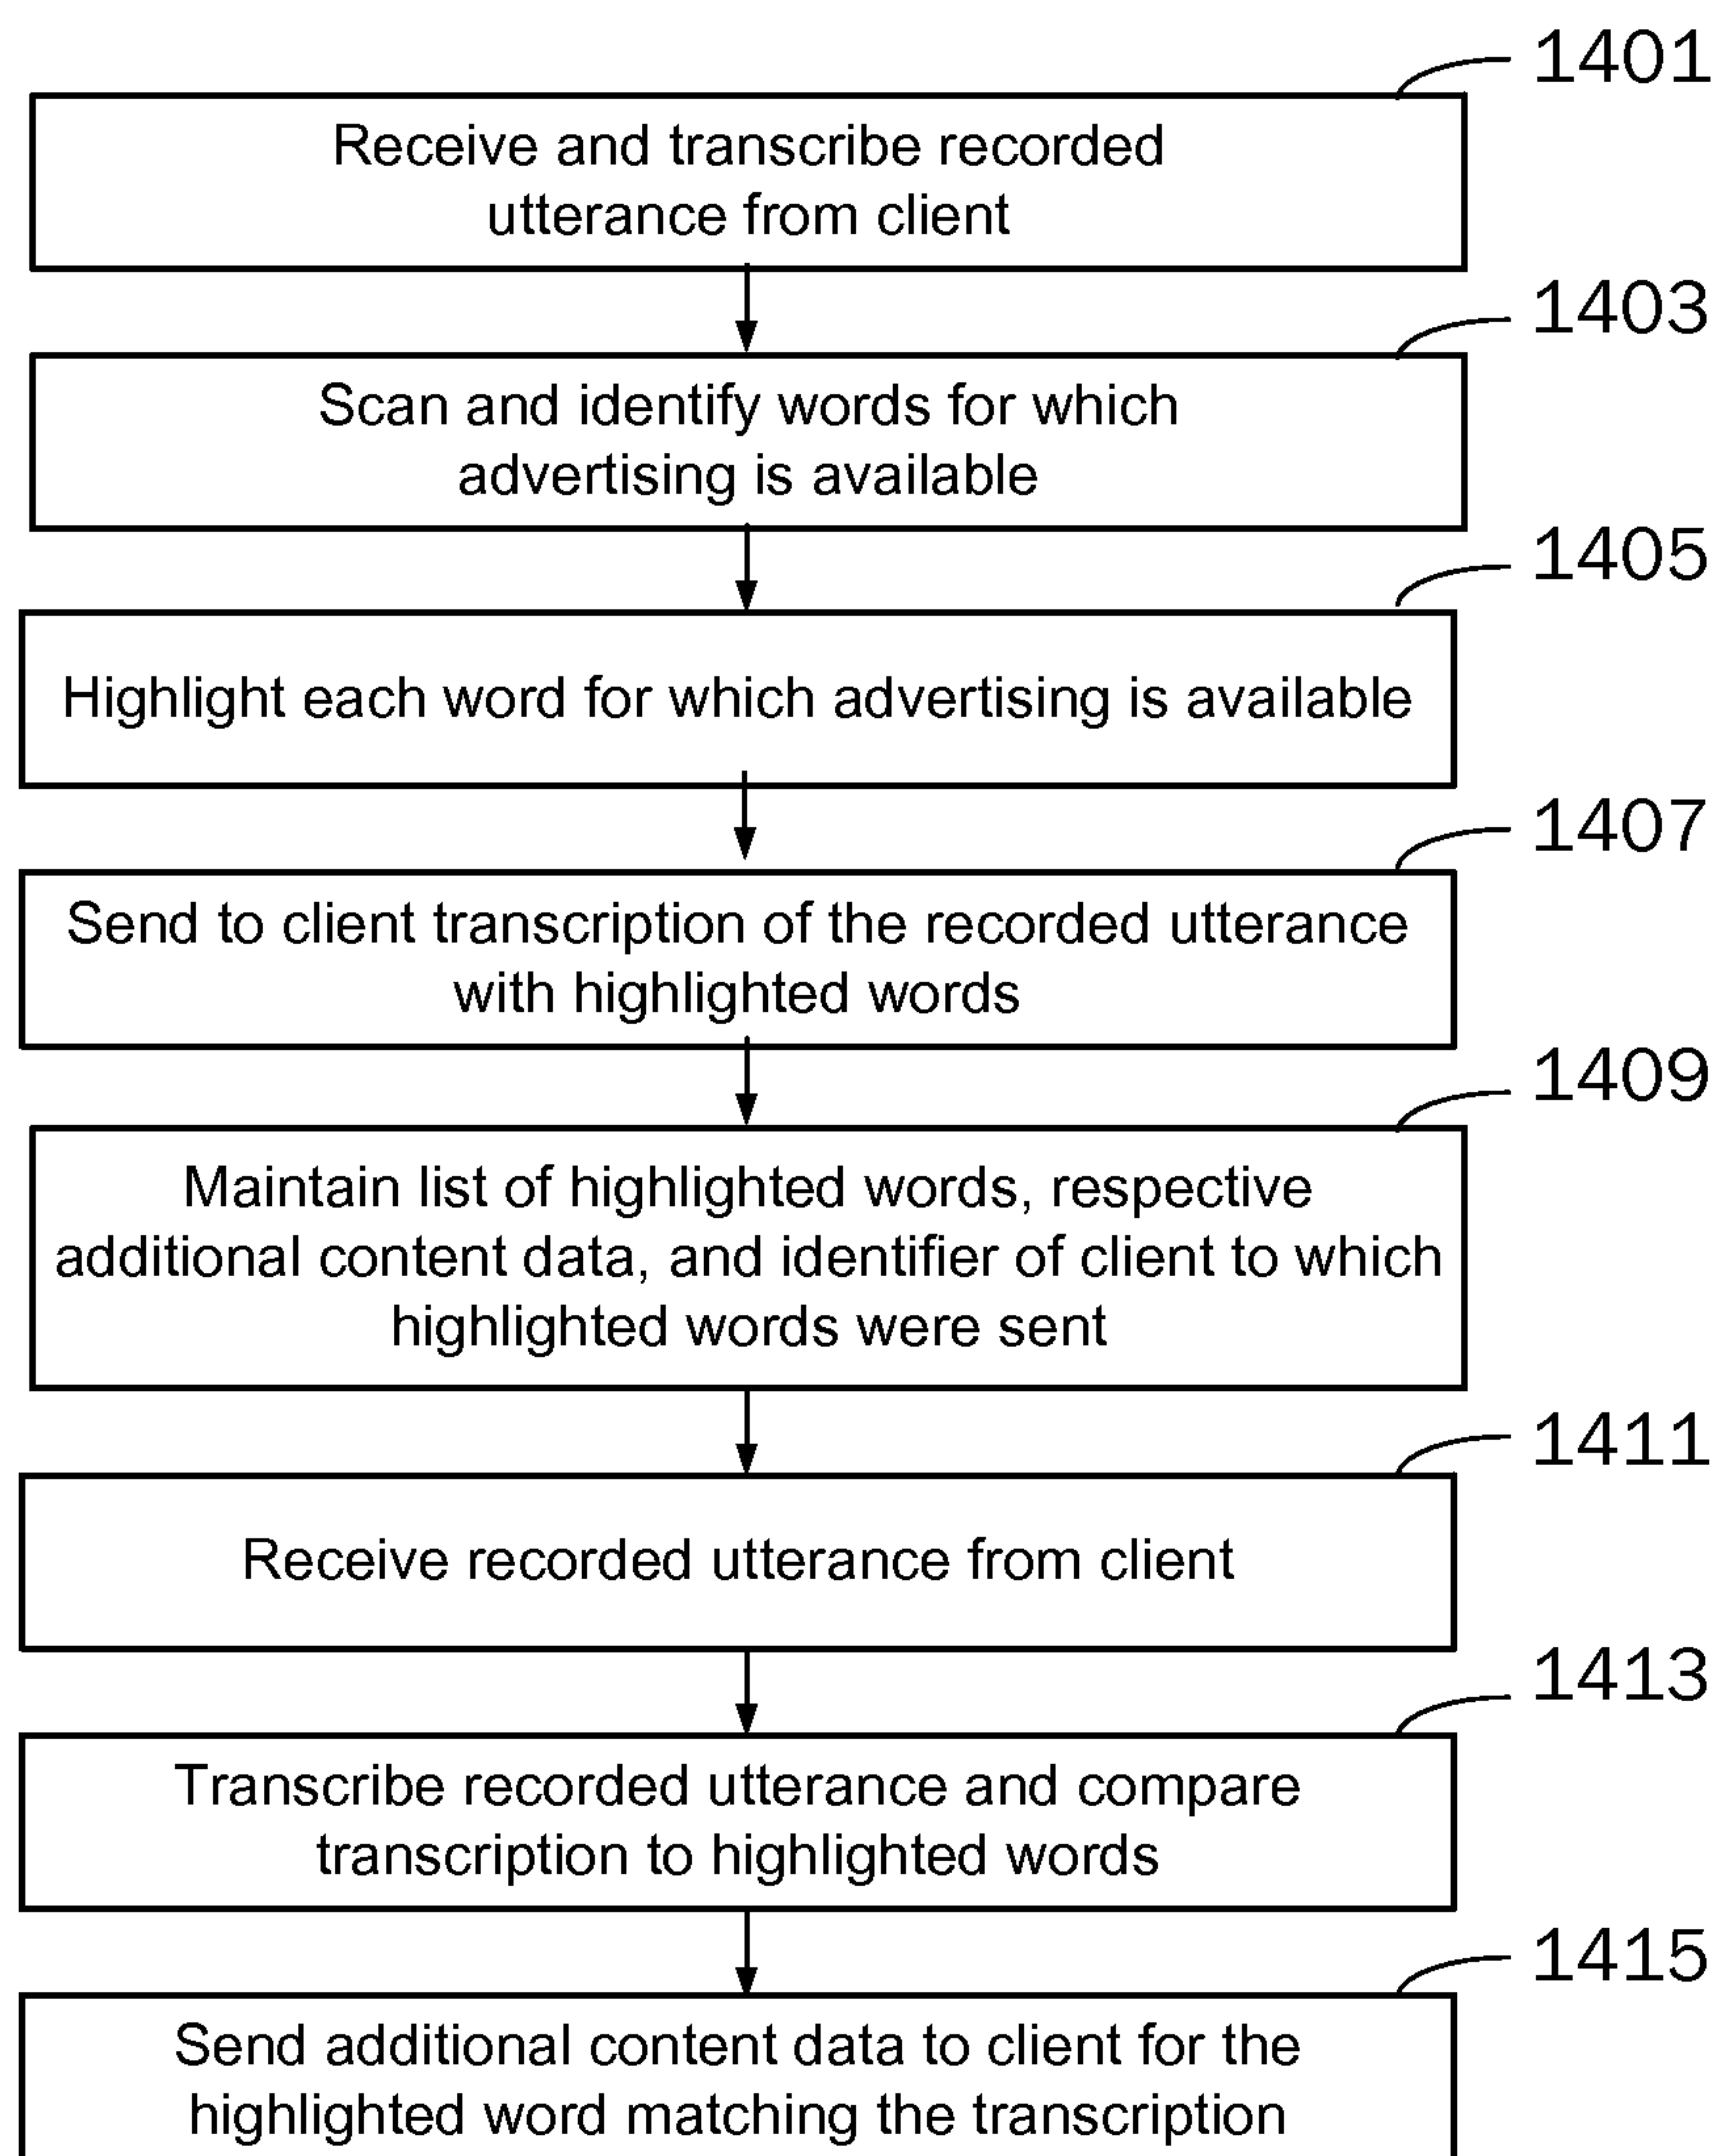 1401
Receive and transcribe recorded
utterance from client
1403
Scan and identify words for which
advertising is available
1405
Highlight each word for which advertising is available
1407
Send to client transcription of the recorded utterance
with highlighted words
1409
Maintain list of highlighted words, respective
additional content data, and identifier of client to which
highlighted words were sent
1411
Receive recorded utterance from client
1413
Transcribe recorded utterance and compare
transcription to highlighted words
1415
Send additional content data to client for the
highlighted word matching the transcription